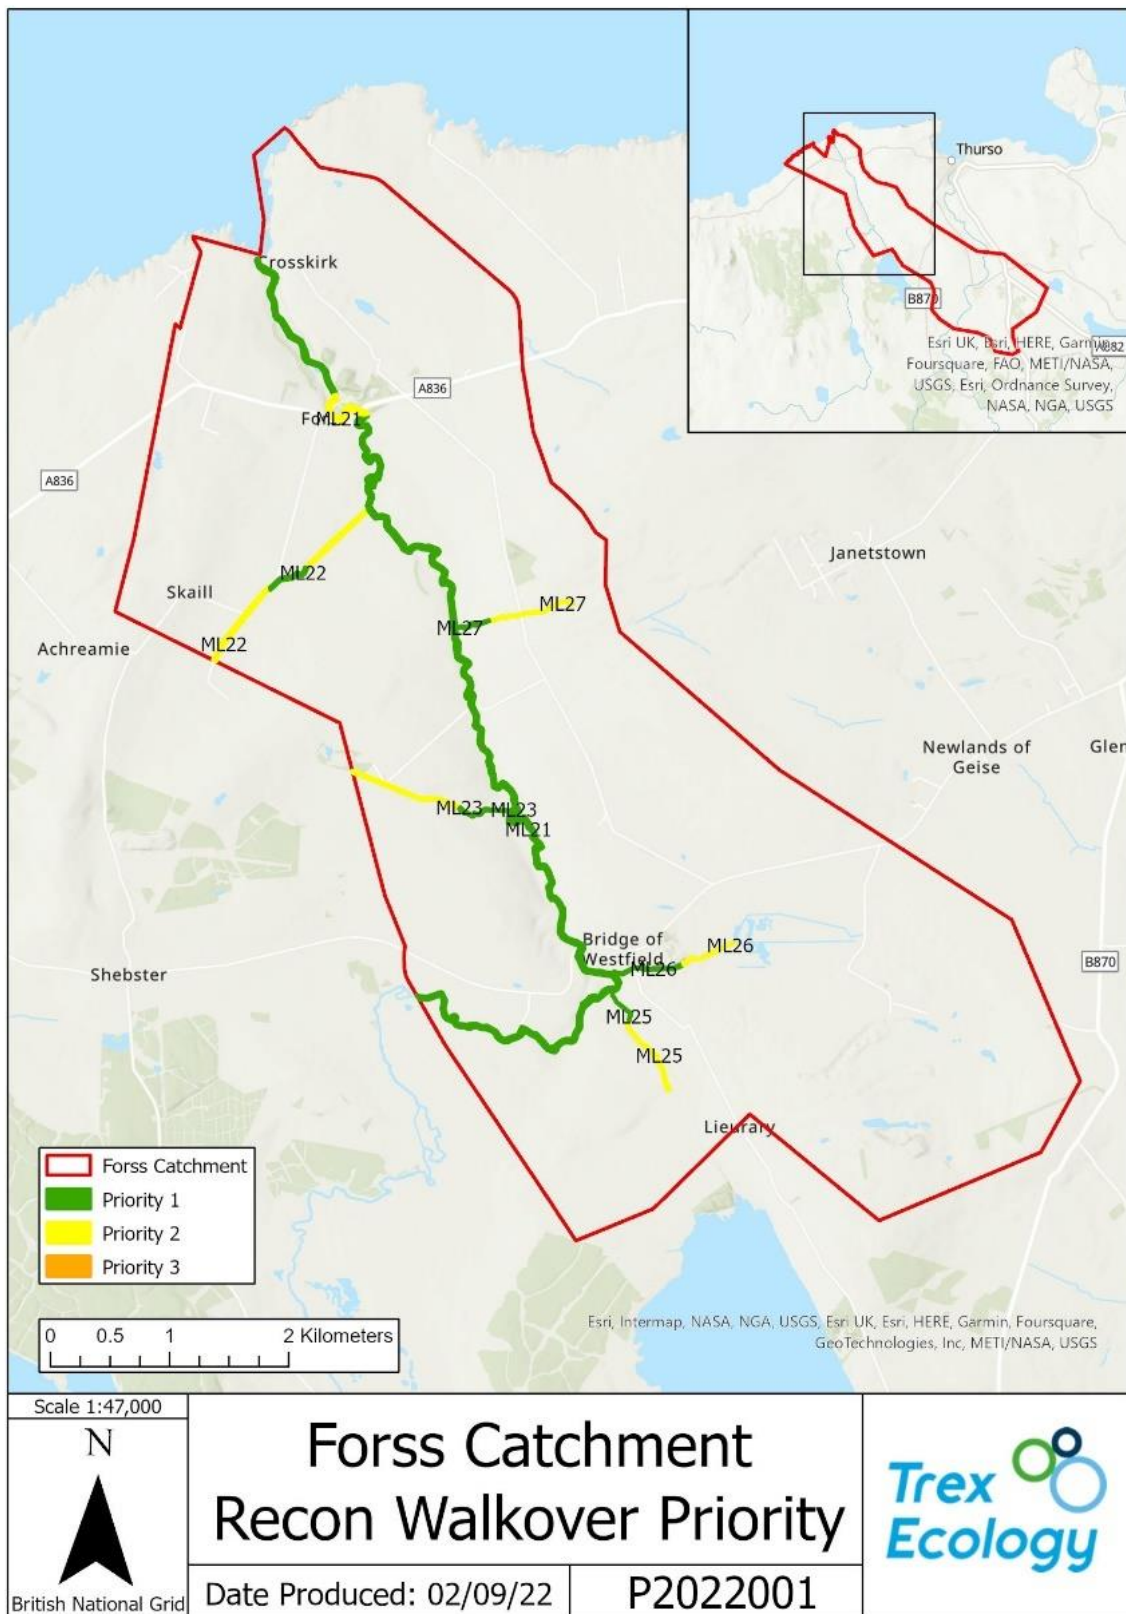 Thurso
B870
A882
Esri UK, Esri, HERE, Garmin,
Foursquare, FAO, METI/NASA,
USGS, Esri, Ordnance Survey,
NASA, NGA, USGS
Crosskirk
A836
ML21
A836
Janetstown
ML22
Skaill
ML27
ML27
ML22
Achreamie
Newlands of
Geise
Glen
ML23
ML23
ML21
Bridge of
Westfield
ML26
ML26
Shebster
B870
ML25
ML25
Lieurary
Forss Catchment
Priority 1
Priority 2
Priority 3
0 0.5 1 2 Kilometers
Esri, Intermap, NASA, NGA, USGS, Esri UK, Esri, HERE, Garmin, Foursquare,
GeoTechnologies, Inc, METI/NASA, USGS
Scale 1:47,000
N
British National Grid
Forss Catchment
Recon Walkover Priority
Date Produced: 02/09/22
P2022001
Trex
Ecology